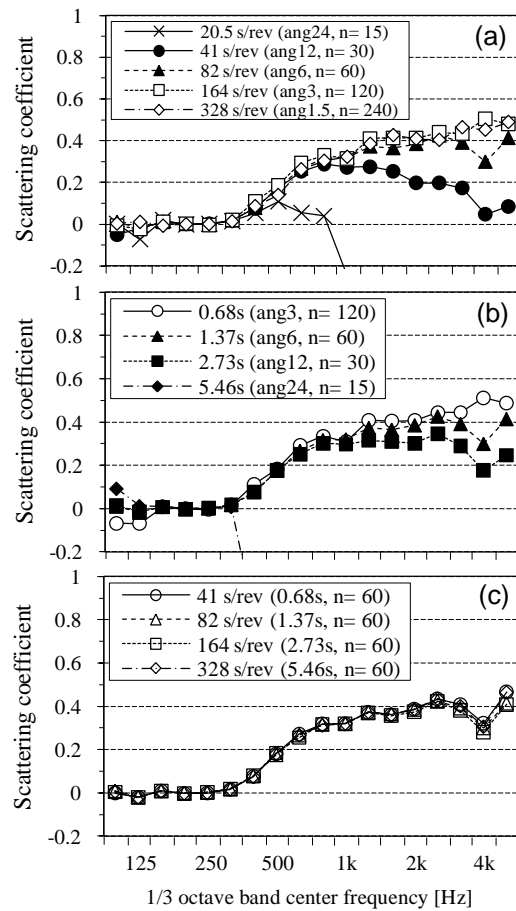 1
(a)
20.5 s/rev (ang24, n= 15)
41 s/rev (ang12, n= 30)
82 s/rev (ang6, n= 60)
164 s/rev (ang3, n= 120)
328 s/rev (ang1.5, n= 240)
0.8
0.6
0.4
0.2
0
-0.2
Scattering coefficient
1
(b)
0.68s (ang3, n= 120)
1.37s (ang6, n= 60)
2.73s (ang12, n= 30)
5.46s (ang24, n= 15)
0.8
0.6
0.4
0.2
0
-0.2
Scattering coefficient
1
(c)
41 s/rev (0.68s, n= 60)
82 s/rev (1.37s, n= 60)
164 s/rev (2.73s, n= 60)
328 s/rev (5.46s, n= 60)
0.8
0.6
0.4
0.2
0
-0.2
Scattering coefficient
125 250 500 1k 2k 4k
1/3 octave band center frequency [Hz]